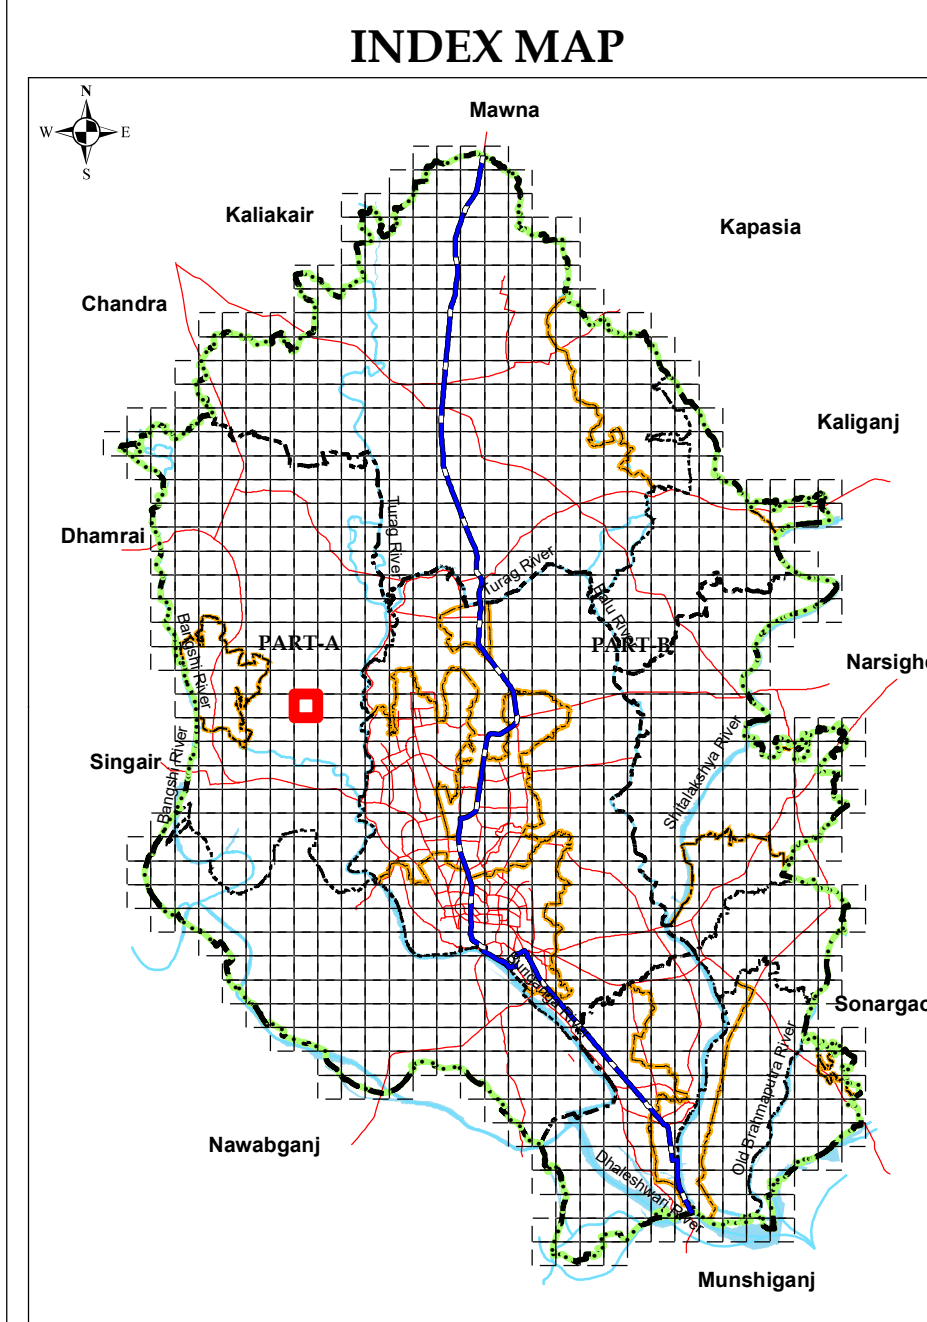 INDEX MAP
N
W E
S
Mawna
Kaliakair
Kapasia
Chandra
Kaliganj
Dhamrai
Turag River
Turag River
Balu River
Bangshi River
PART-A
PART-B
Narsigh
Singair
Bangshi River
Shitalakshya River
Buriganga River
Sonargao
Old Brahmaputra River
Nawabganj
Dhaleshwari River
Munshiganj